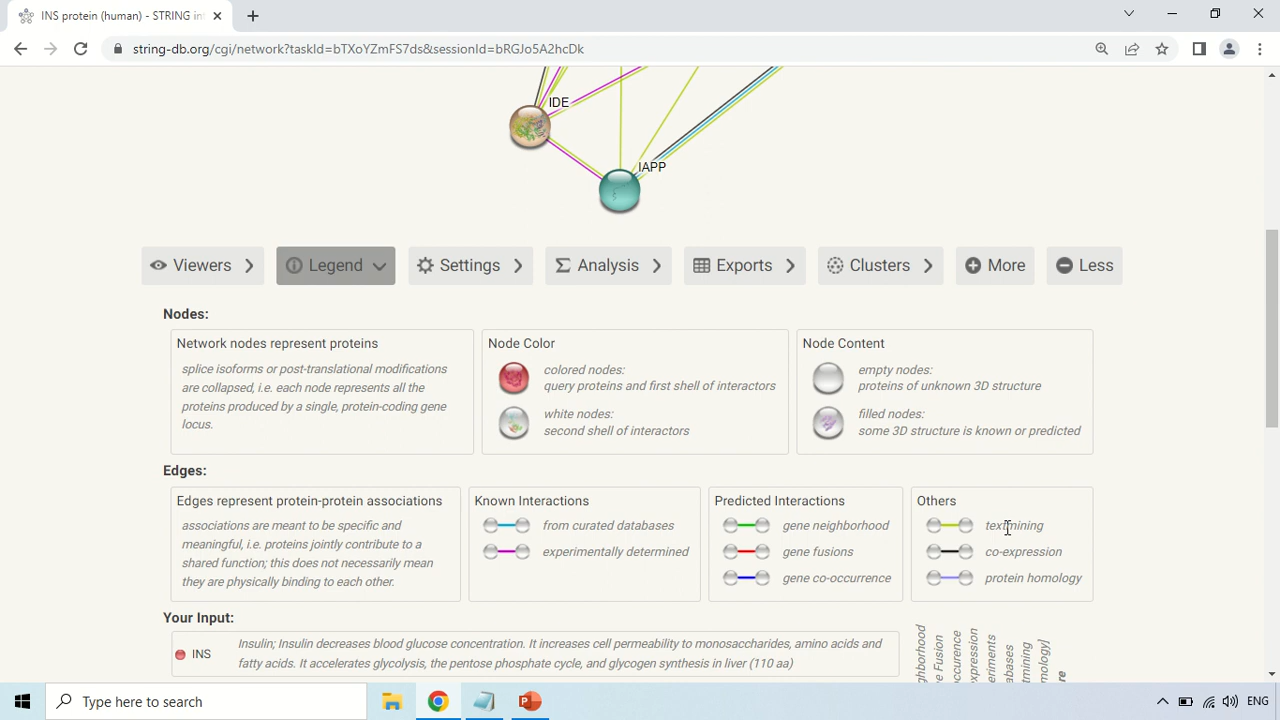 INS protein (human) - STRING in
string-db.org/cgi/network?taskId=bTXoYZmFS7ds&sessionId=bRGJo5A2hcDk
IDE
IAPP
Viewers
Legend
Settings
Analysis
Exports
Clusters
More
Less
Nodes:
Network nodes represent proteins
splice isoforms or post-translational modifications
are collapsed, i.e. each node represents all the
proteins produced by a single, protein-coding gene
locus.
Node Color
colored nodes:
query proteins and first shell of interactors
white nodes:
second shell of interactors
Node Content
empty nodes:
proteins of unknown 3D structure
filled nodes:
some 3D structure is known or predicted
Edges:
Edges represent protein-protein associations
associations are meant to be specific and
meaningful, i.e. proteins jointly contribute to a
shared function; this does not necessarily mean
they are physically binding to each other.
Known Interactions
from curated databases
experimentally determined
Predicted Interactions
gene neighborhood
gene fusions
gene co-occurrence
Others
textmining
co-expression
protein homology
Your Input:
INS
Insulin; Insulin decreases blood glucose concentration. It increases cell permeability to monosaccharides, amino acids and
fatty acids. It accelerates glycolysis, the pentose phosphate cycle, and glycogen synthesis in liver (110 aa)
ghborhood
e Fusion
occurence
xpression
eriments
abases
tmining
mology]
re
Type here to search
ENG